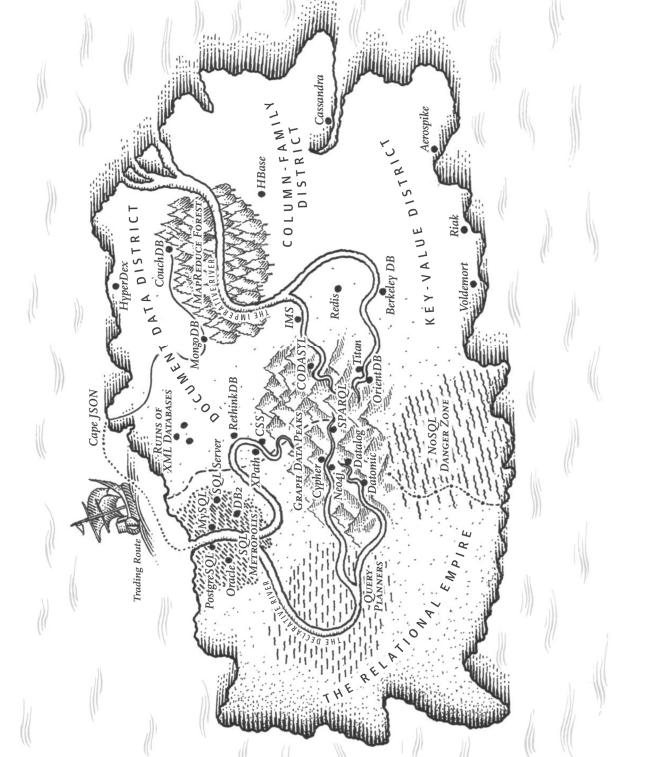 Cape JSON
Trading Route
HyperDex
DOCUMENT DATA DISTRICT
CouchDB
MAPREDUCE FOREST
THE IMPERATIVE RIVER
MongoDB
RUINS OF
XML DATABASES
RethinkDB
CSS
XPath
SQL Server
MySQL
PostgreSQL
DB2
Oracle
SQL
METROPOLIS
THE DECLARATIVE RIVER
HBase
Cassandra
COLUMN-FAMILY
DISTRICT
IMS
CODASYL
Redis
Berkeley DB
Titan
OrientDB
GRAPH DATA PEAKS
SPARQL
Cypher
Neo4J
Datalog
Datomic
QUERY
PLANNERS
KEY-VALUE DISTRICT
Aerospike
Riak
Voldemort
NOSQL
DANGER ZONE
THE RELATIONAL EMPIRE